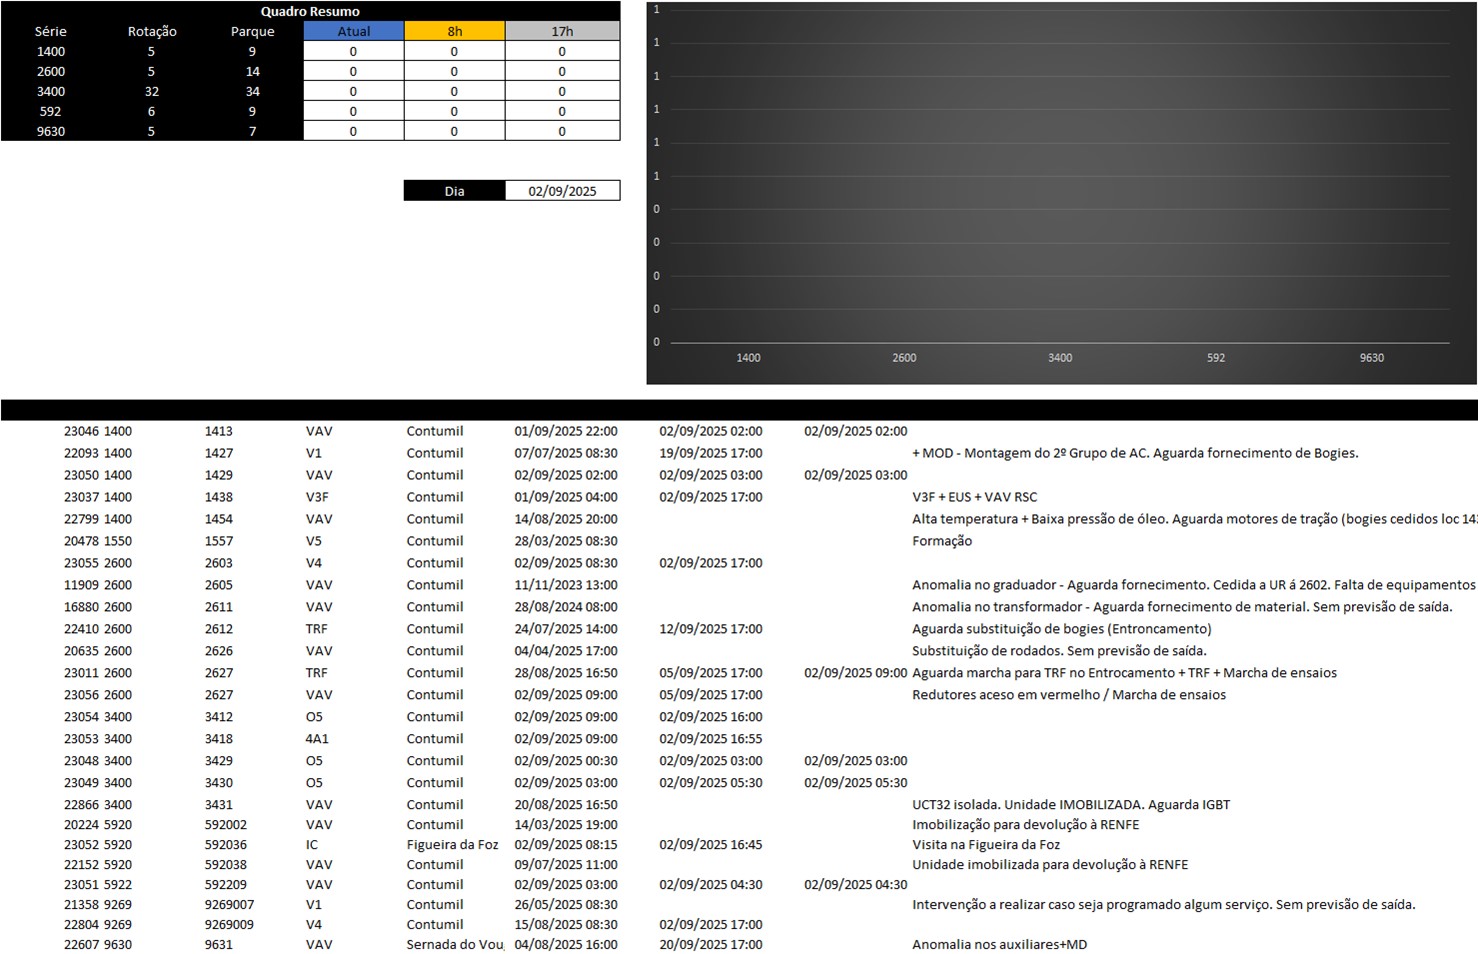 Quadro Resumo
Série Rotação Parque Atual 8h 17h
1400 5 9 0 0 0
2600 5 14 0 0 0
3400 32 34 0 0 0
592 6 9 0 0 0
9630 5 7 0 0 0
Dia 02/09/2025
1
1
1
1
1
1
0
0
0
0
0
1400 2600 3400 592 9630
23046 1400 1413 VAV Contumil 01/09/2025 22:00 02/09/2025 02:00 02/09/2025 02:00
22093 1400 1427 V1 Contumil 07/07/2025 08:30 19/09/2025 17:00 + MOD - Montagem do 2º Grupo de AC. Aguarda fornecimento de Bogies.
23050 1400 1429 VAV Contumil 02/09/2025 02:00 02/09/2025 03:00 02/09/2025 03:00
23037 1400 1438 V3F Contumil 01/09/2025 04:00 02/09/2025 17:00 V3F + EUS + VAV RSC
22799 1400 1454 VAV Contumil 14/08/2025 20:00 Alta temperatura + Baixa pressão de óleo. Aguarda motores de tração (bogies cedidos loc
20478 1550 1557 V5 Contumil 28/03/2025 08:30 Formação
23055 2600 2603 V4 Contumil 02/09/2025 08:30 02/09/2025 17:00
11909 2600 2605 VAV Contumil 11/11/2023 13:00 Anomalia no graduador - Aguarda fornecimento. Cedida a UR á 2602. Falta de equipamentos
16880 2600 2611 VAV Contumil 28/08/2024 08:00 Anomalia no transformador - Aguarda fornecimento de material. Sem previsão de saída.
22410 2600 2612 TRF Contumil 24/07/2025 14:00 12/09/2025 17:00 Aguarda substituição de bogies (Entroncamento)
20635 2600 2626 VAV Contumil 04/04/2025 17:00 Substituição de rodados. Sem previsão de saída.
23011 2600 2627 TRF Contumil 28/08/2025 16:50 05/09/2025 17:00 02/09/2025 09:00 Aguarda marcha para TRF no Entrocamento + TRF + Marcha de ensaios
23056 2600 2627 VAV Contumil 02/09/2025 09:00 05/09/2025 17:00 Redutores aceso em vermelho / Marcha de ensaios
23054 3400 3412 O5 Contumil 02/09/2025 09:00 02/09/2025 16:00
23053 3400 3418 4A1 Contumil 02/09/2025 09:00 02/09/2025 16:55
23048 3400 3429 O5 Contumil 02/09/2025 00:30 02/09/2025 03:00 02/09/2025 03:00
23049 3400 3430 O5 Contumil 02/09/2025 03:00 02/09/2025 05:30 02/09/2025 05:30
22866 3400 3431 VAV Contumil 20/08/2025 16:50 UCT32 isolada. Unidade IMOBILIZADA. Aguarda IGBT
20224 5920 592002 VAV Contumil 14/03/2025 19:00 Imobilização para devolução à RENFE
23052 5920 592036 IC Figueira da Foz 02/09/2025 08:15 02/09/2025 16:45 Visita na Figueira da Foz
22152 5920 592038 VAV Contumil 09/07/2025 11:00 Unidade imobilizada para devolução à RENFE
23051 5922 592209 VAV Contumil 02/09/2025 03:00 02/09/2025 04:30 02/09/2025 04:30
21358 9269 9269007 V1 Contumil 26/05/2025 08:30 Intervenção a realizar caso seja programado algum serviço. Sem previsão de saída.
22804 9269 9269009 V4 Contumil 15/08/2025 08:30 02/09/2025 17:00
22607 9630 9631 VAV Sernada do Vou 04/08/2025 16:00 20/09/2025 17:00 Anomalia nos auxiliares+MD